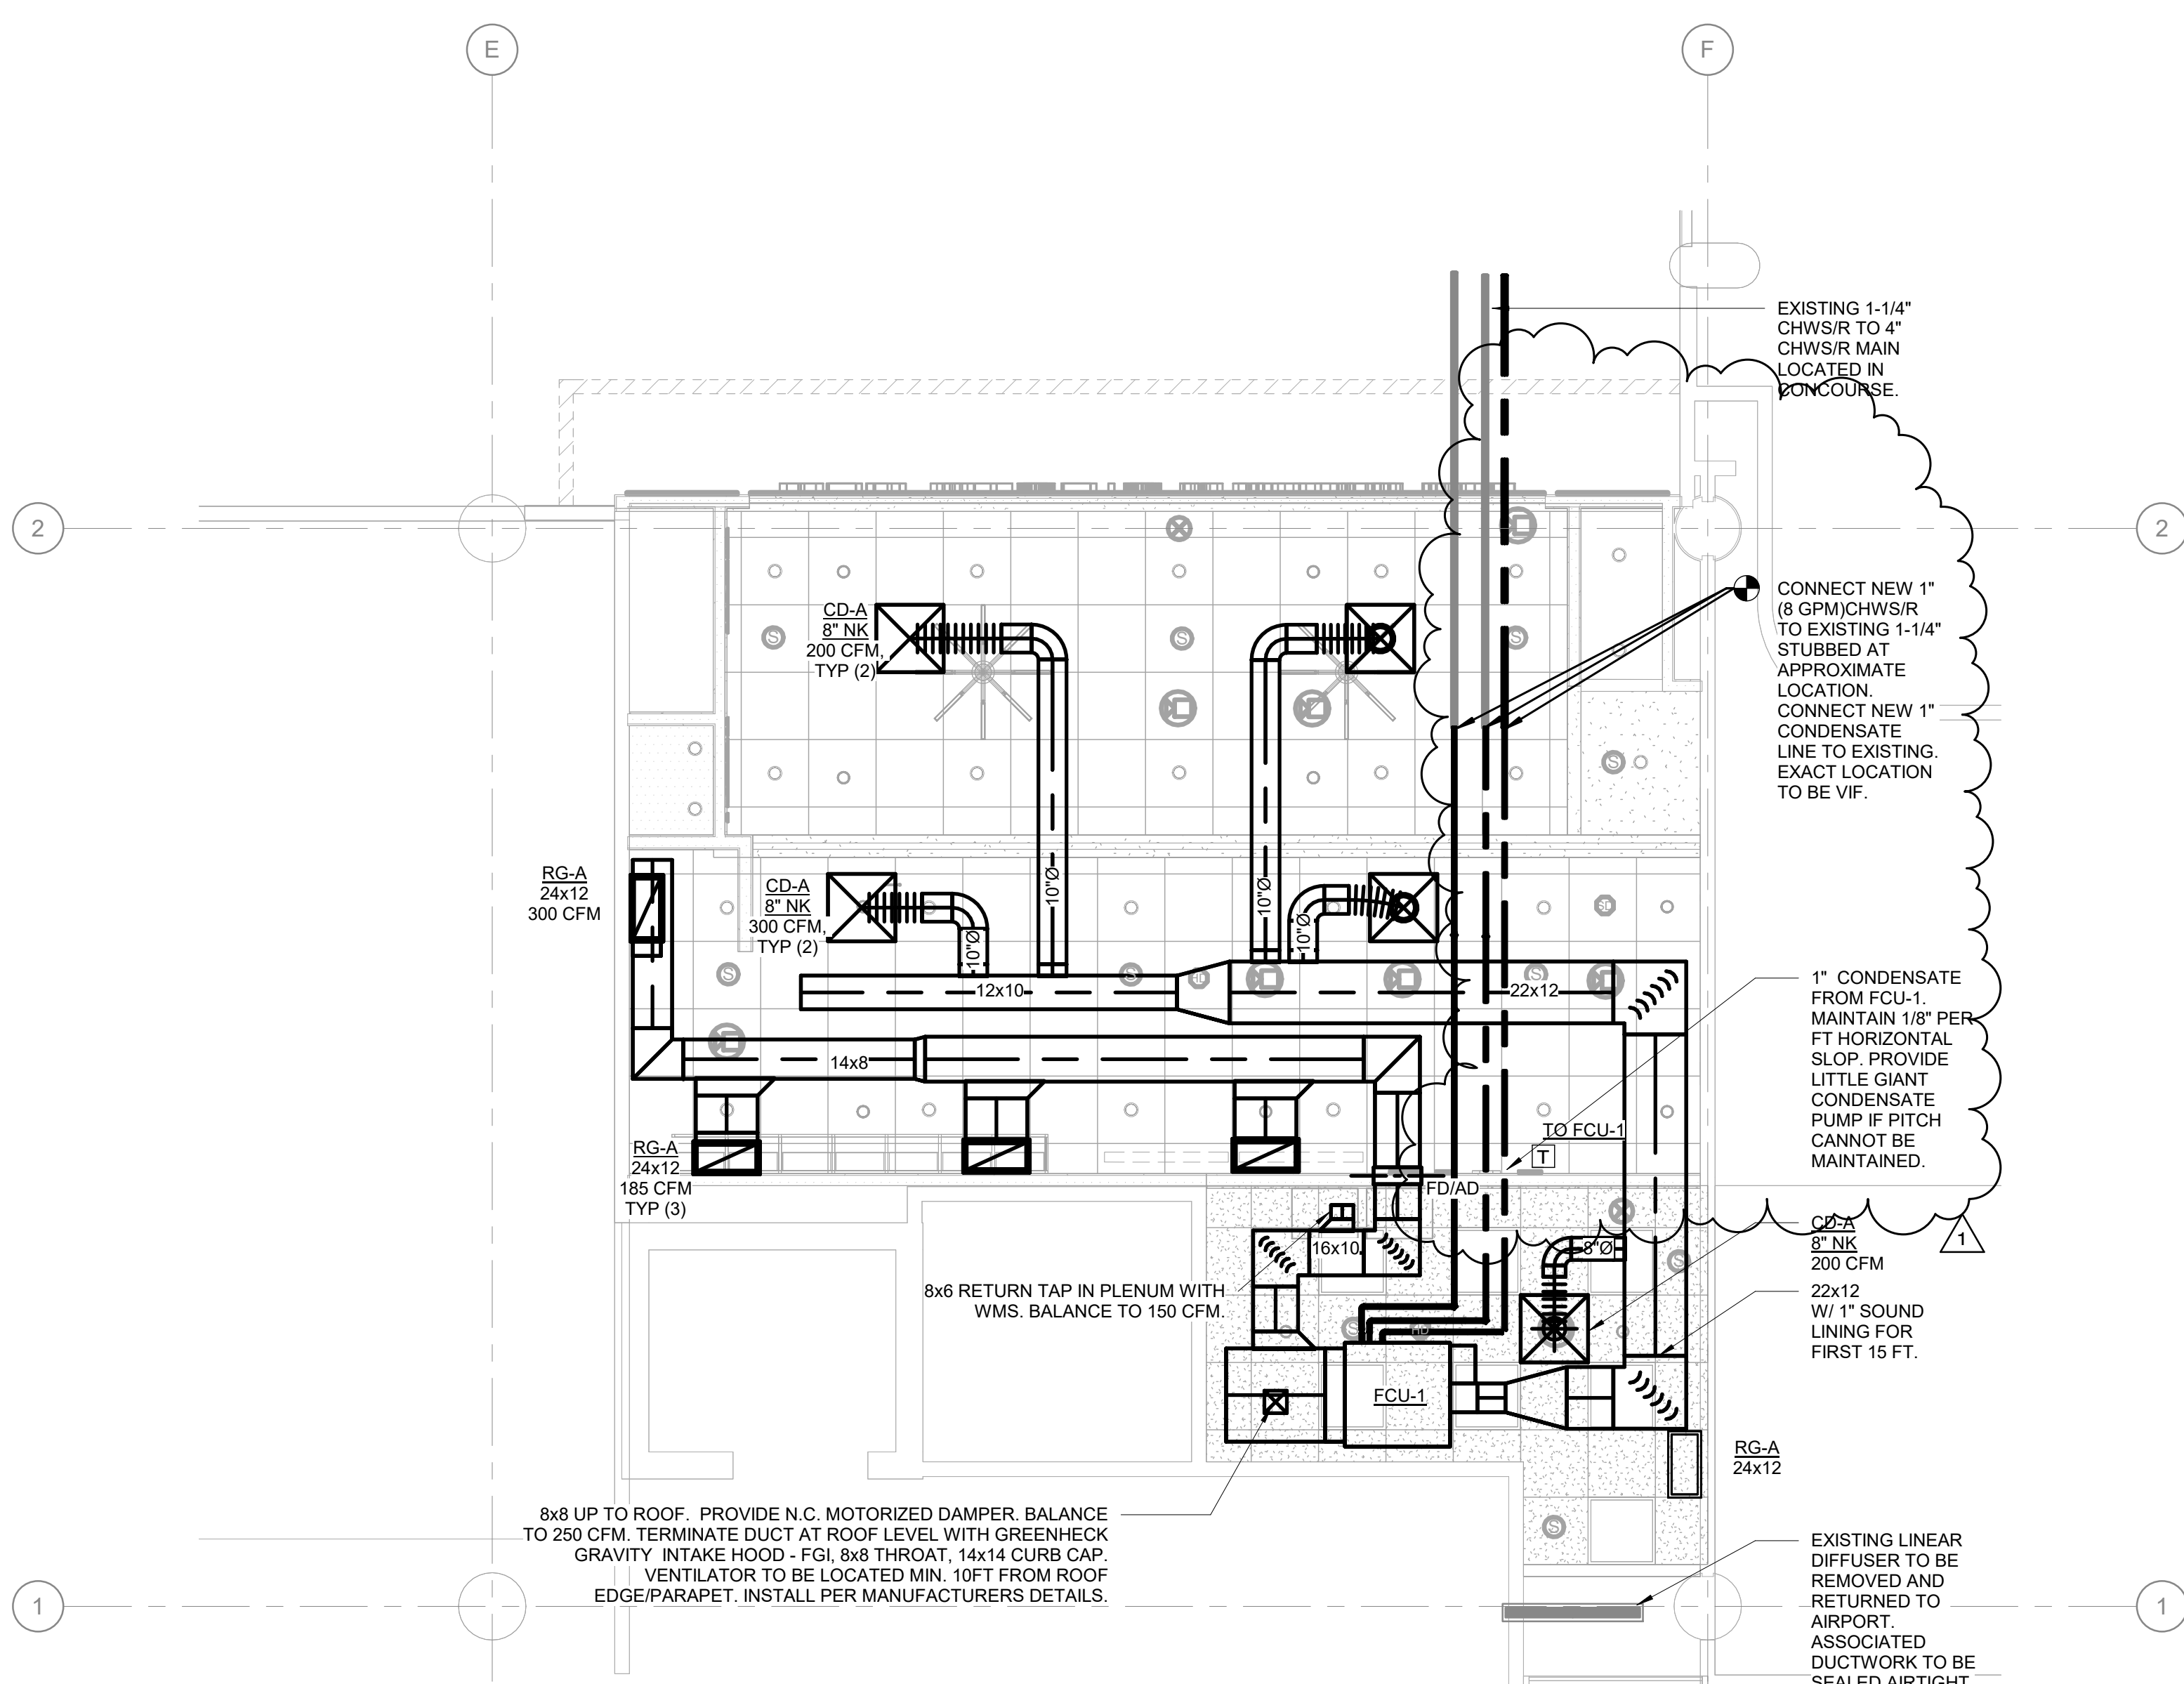 E
F
EXISTING 1-1/4"
CHWS/R TO 4"
CHWS/R MAIN
LOCATED IN
CONCOURSE.
2
2
CONNECT NEW 1"
(8 GPM)CHWS/R
TO EXISTING 1-1/4"
STUBBED AT
APPROXIMATE
LOCATION.
CONNECT NEW 1"
CONDENSATE
LINE TO EXISTING.
EXACT LOCATION
TO BE VIF.
CD-A
8" NK
200 CFM,
TYP (2)
S
S
S
S
RG-A
24x12
300 CFM
CD-A
8" NK
300 CFM,
TYP (2)
10"Ø
10"Ø
10"Ø
10"Ø
SD
S
S
HD
S
12x10
22x12
14x8
1" CONDENSATE
FROM FCU-1.
MAINTAIN 1/8" PER
FT HORIZONTAL
SLOP. PROVIDE
LITTLE GIANT
CONDENSATE
PUMP IF PITCH
CANNOT BE
MAINTAINED.
TO FCU-1
T
RG-A
24x12
185 CFM
TYP (3)
FD/AD
16x10
8"Ø
S
CD-A
8" NK
200 CFM
1
8x6 RETURN TAP IN PLENUM WITH
WMS. BALANCE TO 150 CFM.
22x12
W/ 1" SOUND
LINING FOR
FIRST 15 FT.
S
HD
FCU-1
RG-A
24x12
8x8 UP TO ROOF. PROVIDE N.C. MOTORIZED DAMPER. BALANCE
TO 250 CFM. TERMINATE DUCT AT ROOF LEVEL WITH GREENHECK
GRAVITY INTAKE HOOD - FGI, 8x8 THROAT, 14x14 CURB CAP.
VENTILATOR TO BE LOCATED MIN. 10FT FROM ROOF
EDGE/PARAPET. INSTALL PER MANUFACTURERS DETAILS.
S
EXISTING LINEAR
DIFFUSER TO BE
REMOVED AND
RETURNED TO
AIRPORT.
ASSOCIATED
DUCTWORK TO BE
SEALED AIRTIGHT
1
1